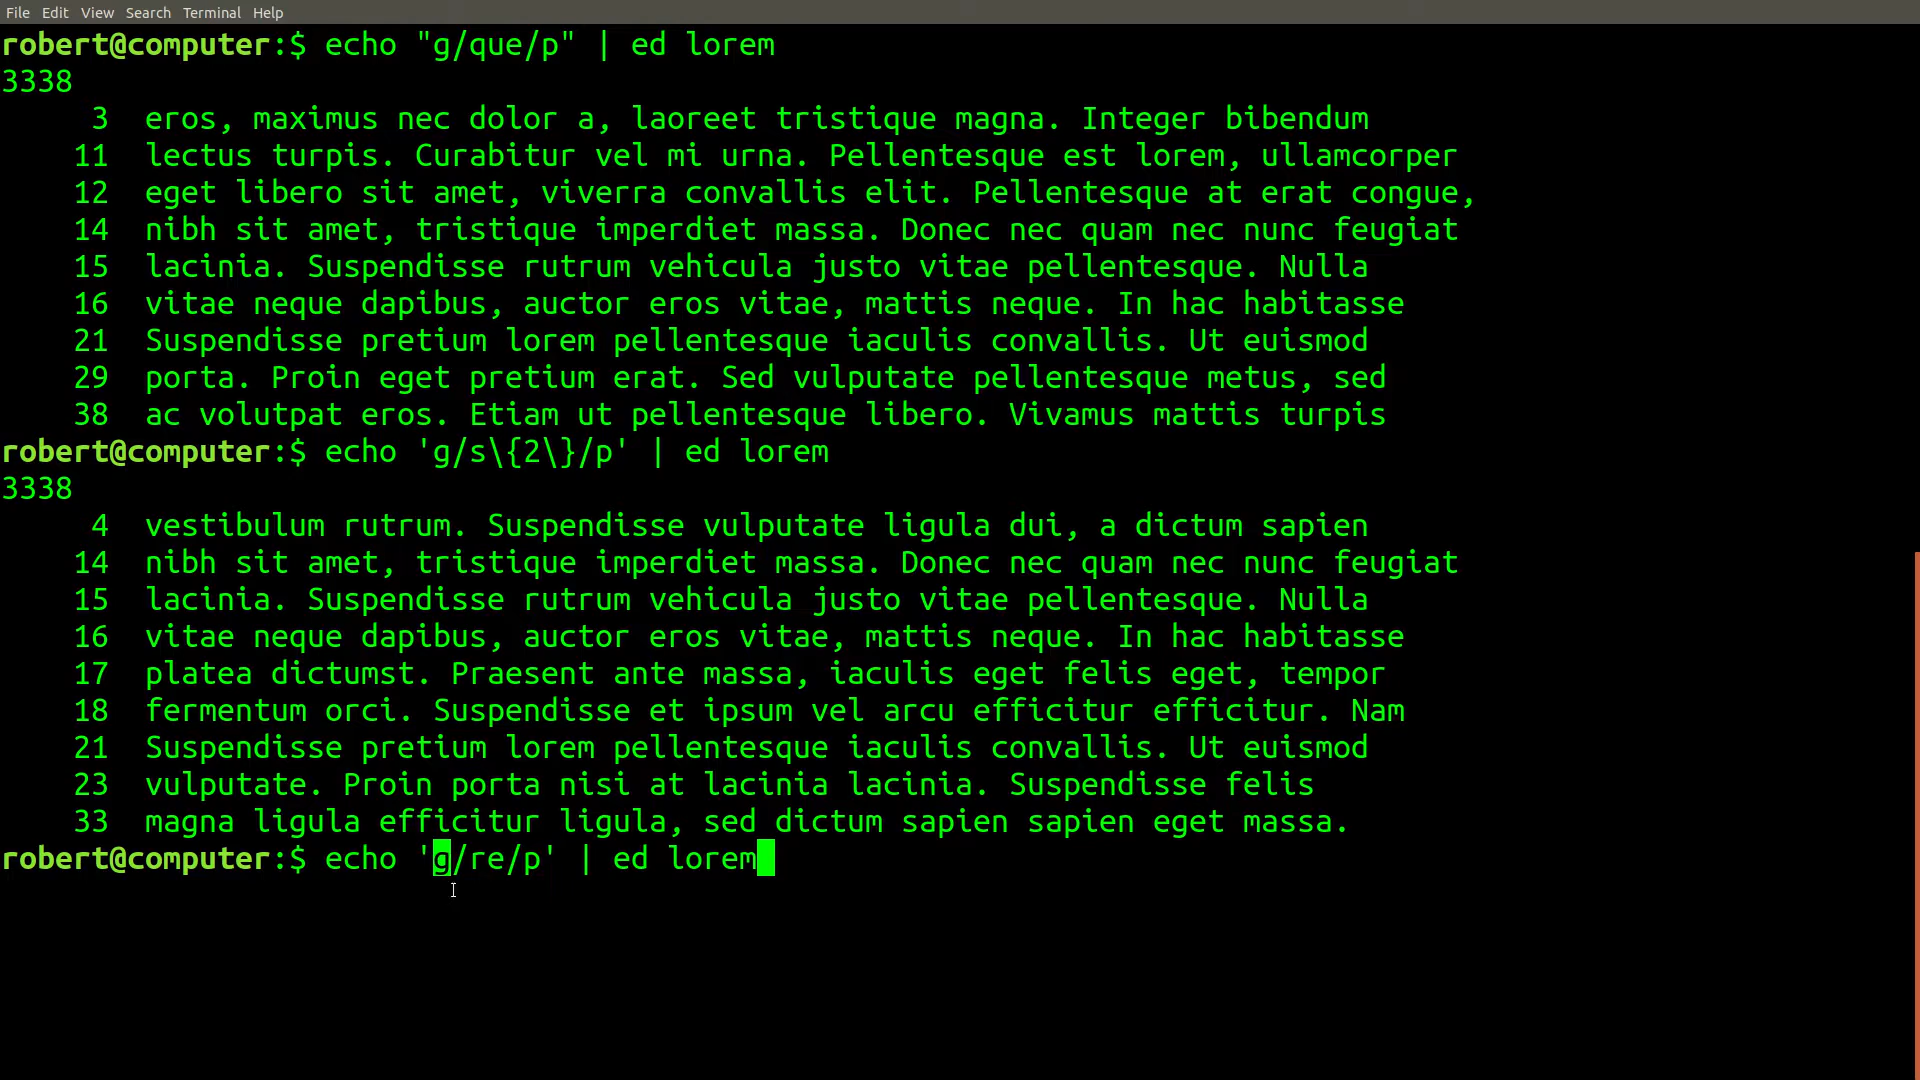 File Edit View Search Terminal Help
robert@computer:$ echo "g/que/p" | ed lorem
3338
3 eros, maximus nec dolor a, laoreet tristique magna. Integer bibendum
11 lectus turpis. Curabitur vel mi urna. Pellentesque est lorem, ullamcorper
12 eget libero sit amet, viverra convallis elit. Pellentesque at erat congue,
14 nibh sit amet, tristique imperdiet massa. Donec nec quam nec nunc feugiat
15 lacinia. Suspendisse rutrum vehicula justo vitae pellentesque. Nulla
16 vitae neque dapibus, auctor eros vitae, mattis neque. In hac habitasse
21 Suspendisse pretium lorem pellentesque iaculis convallis. Ut euismod
29 porta. Proin eget pretium erat. Sed vulputate pellentesque metus, sed
38 ac volutpat eros. Etiam ut pellentesque libero. Vivamus mattis turpis
robert@computer:$ echo 'g/s\{2\}/p' | ed lorem
3338
4 vestibulum rutrum. Suspendisse vulputate ligula dui, a dictum sapien
14 nibh sit amet, tristique imperdiet massa. Donec nec quam nec nunc feugiat
15 lacinia. Suspendisse rutrum vehicula justo vitae pellentesque. Nulla
16 vitae neque dapibus, auctor eros vitae, mattis neque. In hac habitasse
17 platea dictumst. Praesent ante massa, iaculis eget felis eget, tempor
18 fermentum orci. Suspendisse et ipsum vel arcu efficitur efficitur. Nam
21 Suspendisse pretium lorem pellentesque iaculis convallis. Ut euismod
23 vulputate. Proin porta nisi at lacinia lacinia. Suspendisse felis
33 magna ligula efficitur ligula, sed dictum sapien sapien eget massa.
robert@computer:$ echo 'g/re/p' | ed lorem